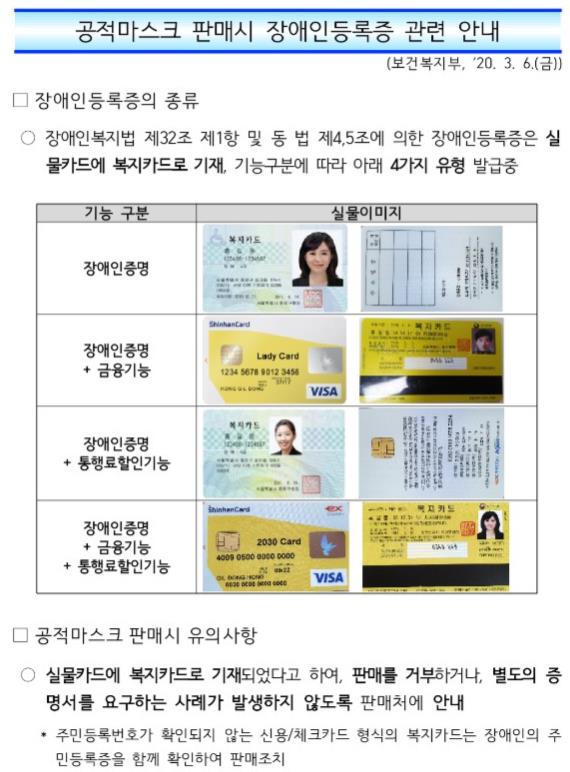 공적마스크 판매시 장애인등록증 관련 안내
(보건복지부, '20. 3. 6.(금))
□ 장애인등록증의 종류
○ 장애인복지법 제32조 제1항 및 동 법 제4,5조에 의한 장애인등록증은 실
물카드에 복지카드로 기재, 기능구분에 따라 아래 4가지 유형 발급중
기능 구분 실물이미지
장애인증명
복지카드
장애인증명
+ 금융기능
ShinhanCard
Lady Card
1234 5678 9012 3456
HONG GIL DONG
VISA
복지카드
장애인증명
+ 통행료할인기능
복지카드
장애인증명
+ 금융기능
+ 통행료할인기능
ShinhanCard
ex
2030 Card
4009 0500 0000 0000
VISA
복지카드
□ 공적마스크 판매시 유의사항
○ 실물카드에 복지카드로 기재되었다고 하여, 판매를 거부하거나, 별도의 증
명서를 요구하는 사례가 발생하지 않도록 판매처에 안내
* 주민등록번호가 확인되지 않는 신용/체크카드 형식의 복지카드는 장애인의 주
민등록증을 함께 확인하여 판매조치